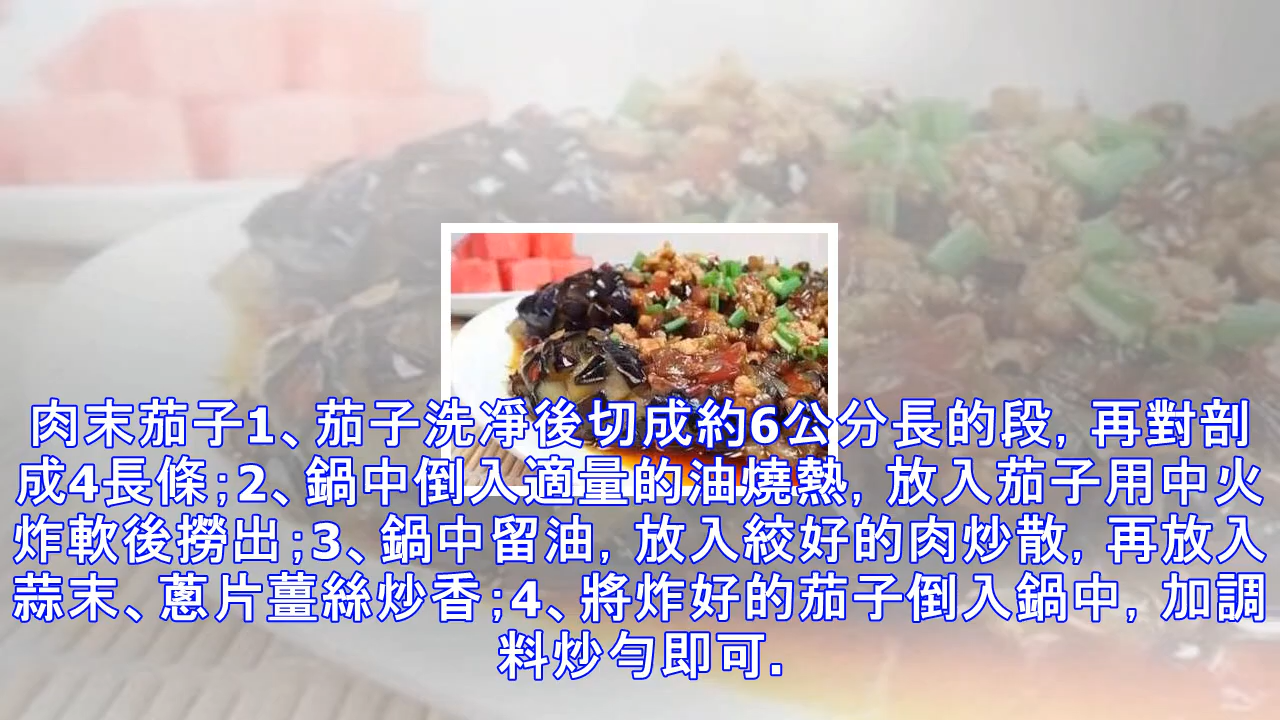 肉末茄子1、茄子洗淨後切成約6公分長的段, 再對剖
成4長條;2、鍋中倒入適量的油燒熱, 放入茄子用中火
炸軟後撈出;3、鍋中留油, 放入絞好的肉炒散, 再放入
蒜末、蔥片薑絲炒香;4、將炸好的茄子倒入鍋中, 加調
料炒勻即可.